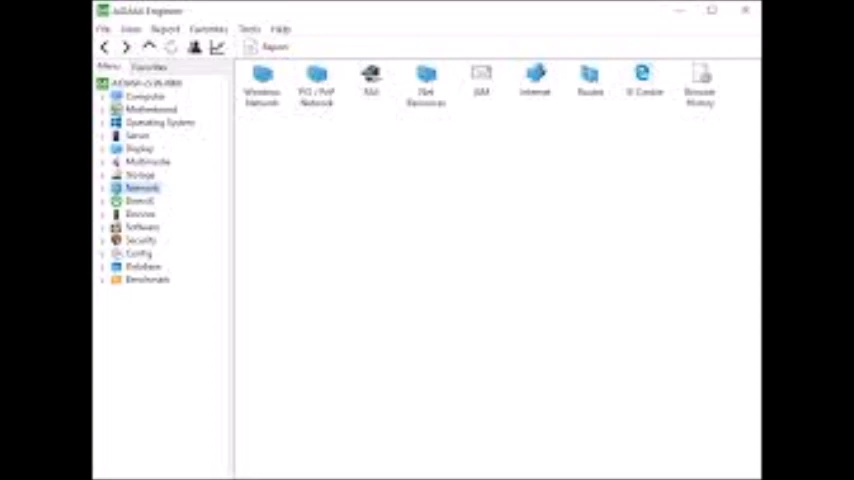 AIDA64 Engineer
File View Report Favorites Tools Help
Report
Menu Favorites
Computer
Motherboard
Operating System
Server
Display
Multimedia
Storage
Network
DirectX
Devices
Software
Security
Config
Database
Benchmark
Windows Network
PCI / PnP Network
RAS
Net Resources
IAM
Internet
Routes
IE Cookie
Browser History